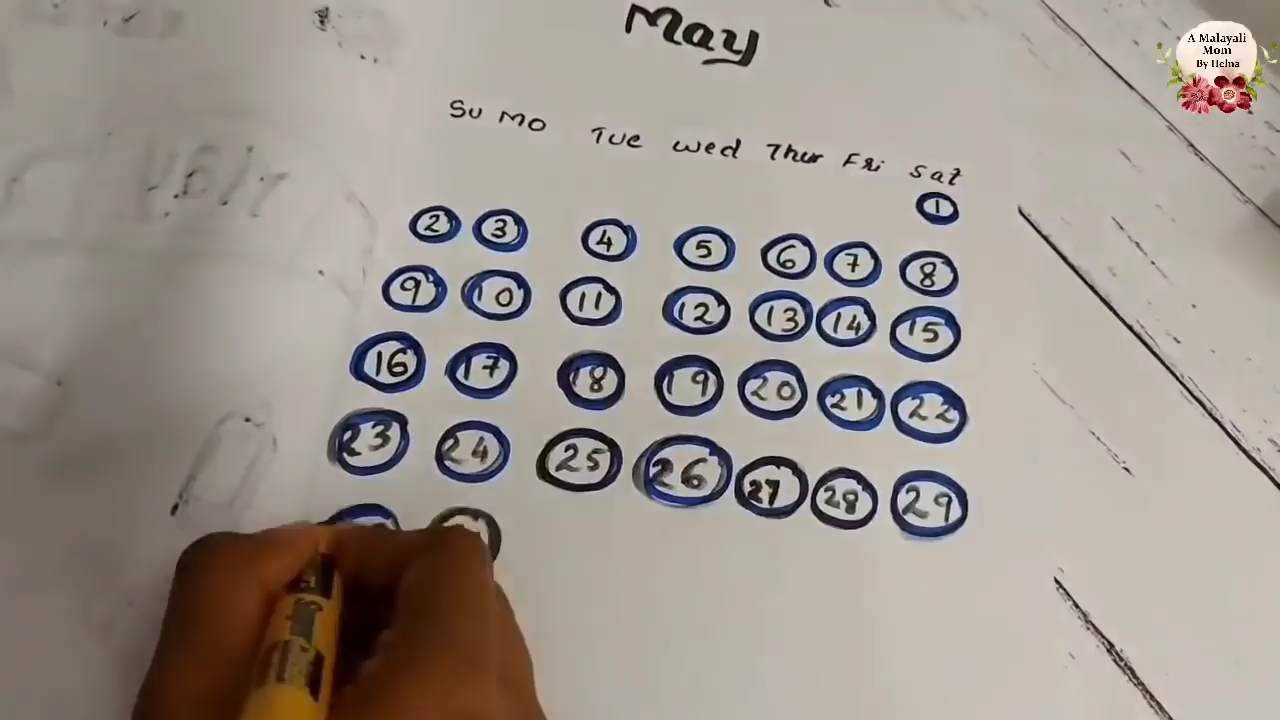 A Malayali
Mom
By Helna
May
Su Mo Tue wed Thur Fri Sat
1
2 3 4 5 6 7 8
9 10 11 12 13 14 15
16 17 18 19 20 21 22
23 24 25 26 27 28 29